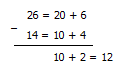 26 = 20 + 6
−
14 = 10 + 4
10 + 2 = 12